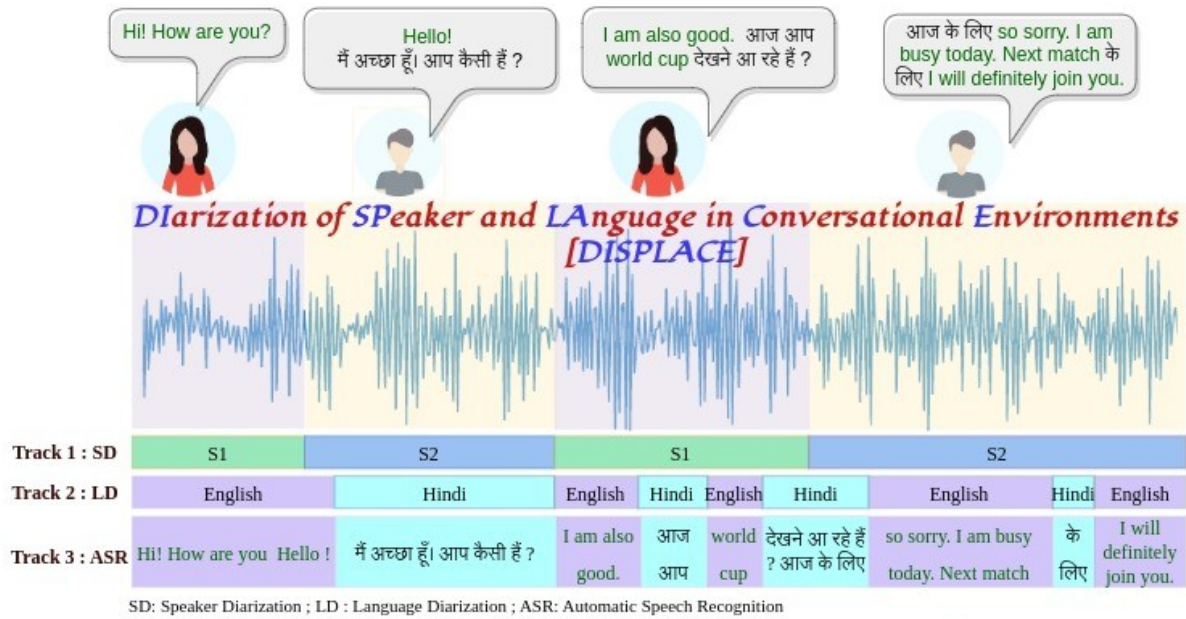 Hi! How are you?
Hello!
मैं अच्छा हूँ। आप कैसी हैं ?
I am also good. आज आप
world cup देखने आ रहे हैं ?
आज के लिए so sorry. I am
busy today. Next match के
लिए I will definitely join you.
DIarization of SPeaker and LAnguage in Conversational Environments
[DISPLACE]
Track 1 : SD
S1
S2
S1
S2
Track 2 : LD
English
Hindi
English
Hindi
English
Hindi
English
Hindi
English
Track 3 : ASR
Hi! How are you Hello !
मैं अच्छा हूँ। आप कैसी हैं ?
I am also
good.
आज
आप
world
cup
देखने आ रहे हैं
? आज के लिए
so sorry. I am busy
today. Next match
के
लिए
I will
definitely
join you.
SD: Speaker Diarization ; LD : Language Diarization ; ASR: Automatic Speech Recognition